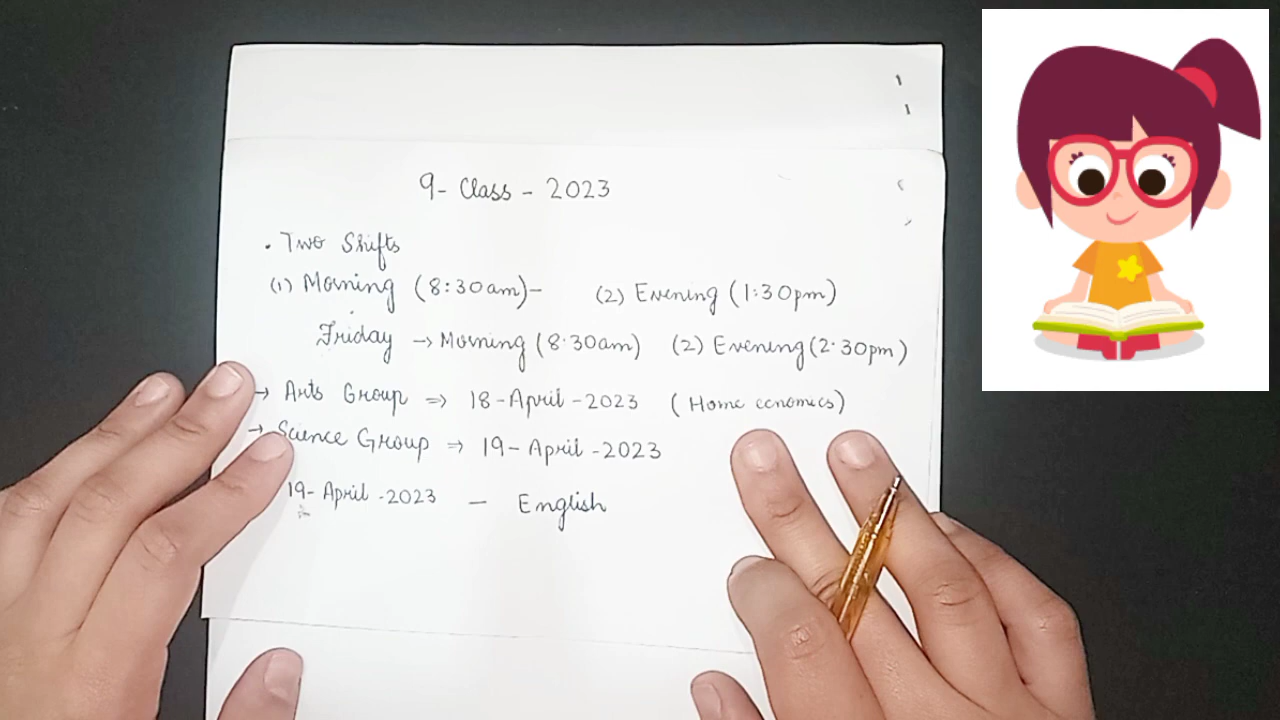 9- Class - 2023
. Two Shifts
(1) Morning (8:30am)- (2) Evening (1:30pm)
Friday → Morning (8.30am) (2) Evening (2.30pm)
→ Arts Group ⇒ 18-April-2023 (Home ecnomics)
→ Science Group ⇒ 19-April-2023
19-April-2023 - English